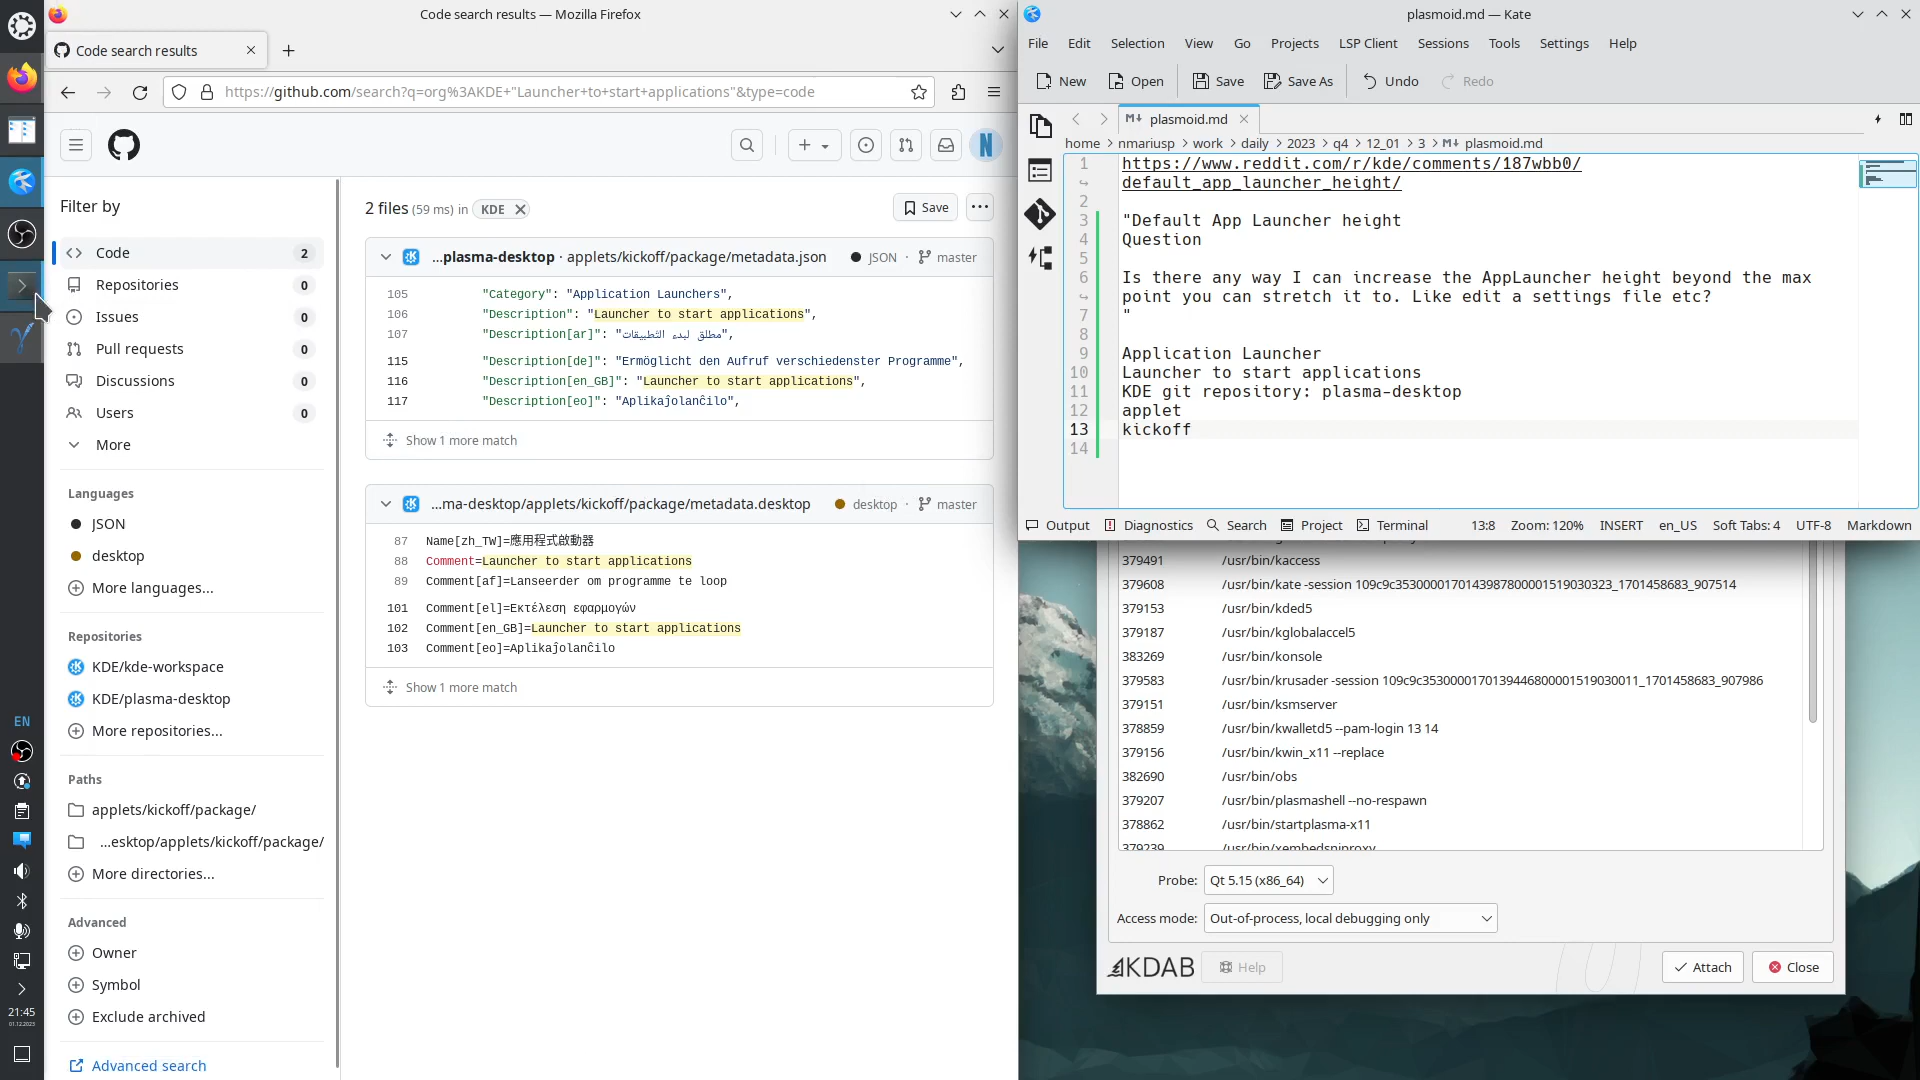 Code search results — Mozilla Firefox
Code search results
https://github.com/search?q=org%3AKDE+"Launcher+to+start+applications"&type=code
Filter by
Code 2
Repositories 0
Issues 0
Pull requests 0
Discussions 0
Users 0
More
Languages
JSON
desktop
More languages...
Repositories
KDE/kde-workspace
KDE/plasma-desktop
More repositories...
Paths
applets/kickoff/package/
...esktop/applets/kickoff/package/
More directories...
Advanced
Owner
Symbol
Exclude archived
Advanced search
2 files (59 ms) in KDE
Save
...plasma-desktop · applets/kickoff/package/metadata.json JSON · master
105 "Category": "Application Launchers",
106 "Description": "Launcher to start applications",
107 "Description[ar]": "مطلق لبدء التّطبيقات",
115 "Description[de]": "Ermöglicht den Aufruf verschiedenster Programme",
116 "Description[en_GB]": "Launcher to start applications",
117 "Description[eo]": "Aplikaĵolanĉilo",
Show 1 more match
...ma-desktop/applets/kickoff/package/metadata.desktop desktop · master
87 Name[zh_TW]=應用程式啟動器
88 Comment=Launcher to start applications
89 Comment[af]=Lanseerder om programme te loop
101 Comment[el]=Εκτέλεση εφαρμογών
102 Comment[en_GB]=Launcher to start applications
103 Comment[eo]=Aplikaĵolanĉilo
Show 1 more match
EN
21:45
01.12.2023
plasmoid.md — Kate
File Edit Selection View Go Projects LSP Client Sessions Tools Settings Help
New Open Save Save As Undo Redo
plasmoid.md
home > nmariusp > work > daily > 2023 > q4 > 12_01 > 3 > plasmoid.md
1 https://www.reddit.com/r/kde/comments/187wbb0/
default_app_launcher_height/
2
3 "Default App Launcher height
4 Question
5
6 Is there any way I can increase the AppLauncher height beyond the max
point you can stretch it to. Like edit a settings file etc?
7 "
8
9 Application Launcher
10 Launcher to start applications
11 KDE git repository: plasma-desktop
12 applet
13 kickoff
14
Output Diagnostics Search Project Terminal 13:8 Zoom: 120% INSERT en_US Soft Tabs: 4 UTF-8 Markdown
379491 /usr/bin/kaccess
379608 /usr/bin/kate -session 109c9c3530000170143987800001519030323_1701458683_907514
379153 /usr/bin/kded5
379187 /usr/bin/kglobalaccel5
383269 /usr/bin/konsole
379583 /usr/bin/krusader -session 109c9c3530000170139446800001519030011_1701458683_907986
379151 /usr/bin/ksmserver
378859 /usr/bin/kwalletd5 --pam-login 13 14
379156 /usr/bin/kwin_x11 --replace
382690 /usr/bin/obs
379207 /usr/bin/plasmashell --no-respawn
378862 /usr/bin/startplasma-x11
379239 /usr/bin/xembedsniproxy
Probe: Qt 5.15 (x86_64)
Access mode: Out-of-process, local debugging only
KDAB Help Attach Close